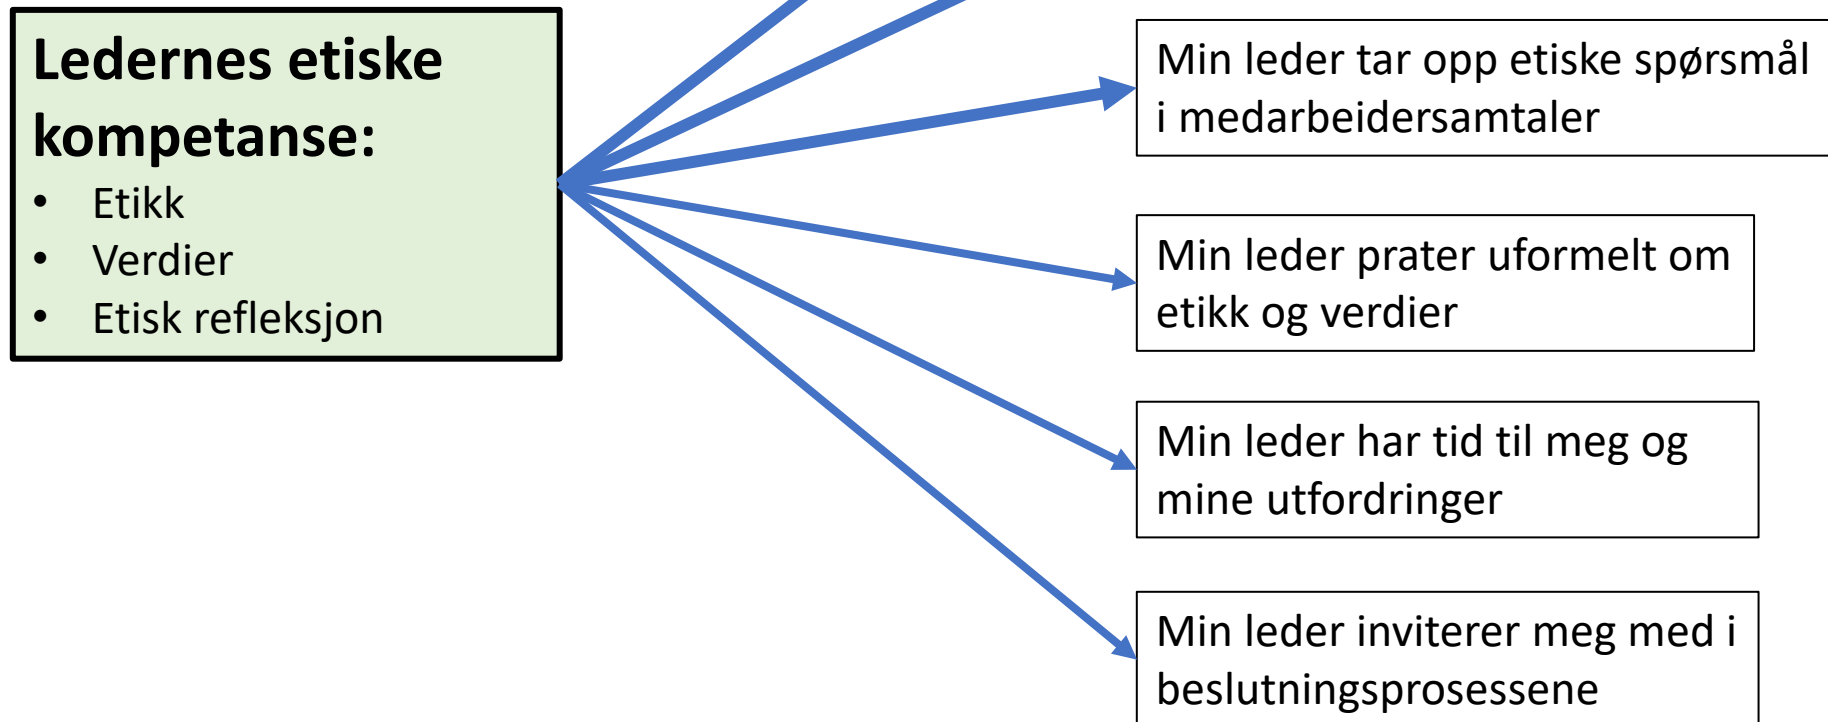 Ledernes etiske
kompetanse:
• Etikk
• Verdier
• Etisk refleksjon
Min leder tar opp etiske spørsmål
i medarbeidersamtaler
Min leder prater uformelt om
etikk og verdier
Min leder har tid til meg og
mine utfordringer
Min leder inviterer meg med i
beslutningsprosessene